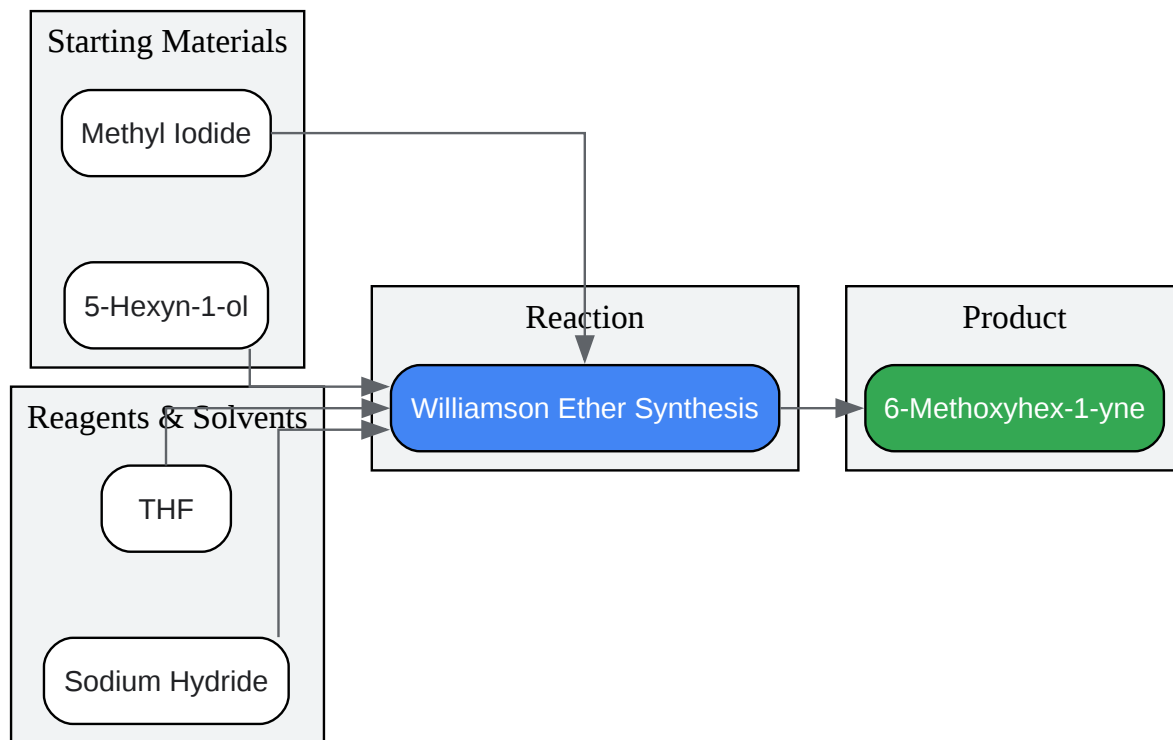 Starting Materials
Methyl Iodide
5-Hexyn-1-ol
Reagents & Solvents
THF
Sodium Hydride
Reaction
Williamson Ether Synthesis
Product
6-Methoxyhex-1-yne